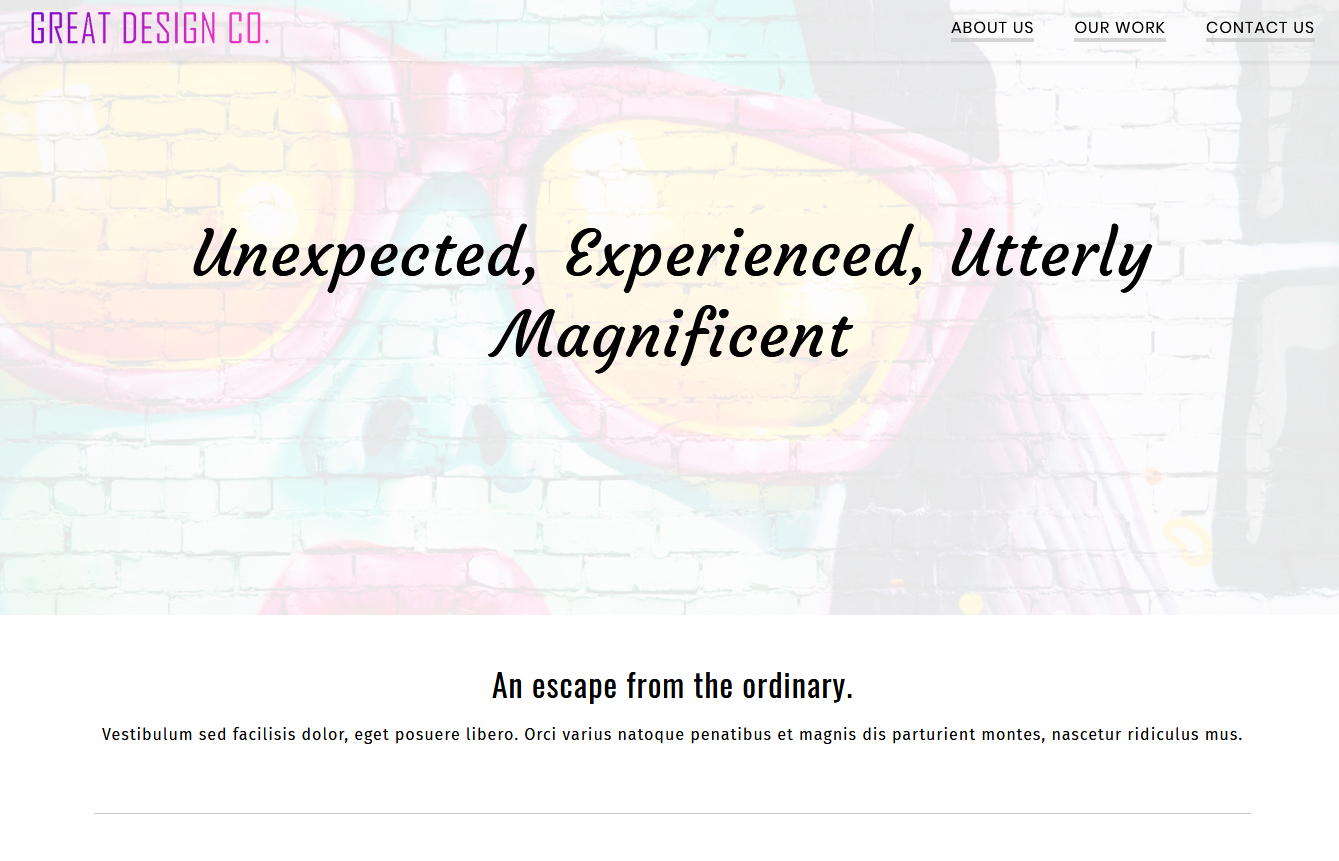 GREAT DESIGN CO.
ABOUT US
OUR WORK
CONTACT US
Unexpected, Experienced, Utterly
Magnificent
An escape from the ordinary.
Vestibulum sed facilisis dolor, eget posuere libero. Orci varius natoque penatibus et magnis dis parturient montes, nascetur ridiculus mus.